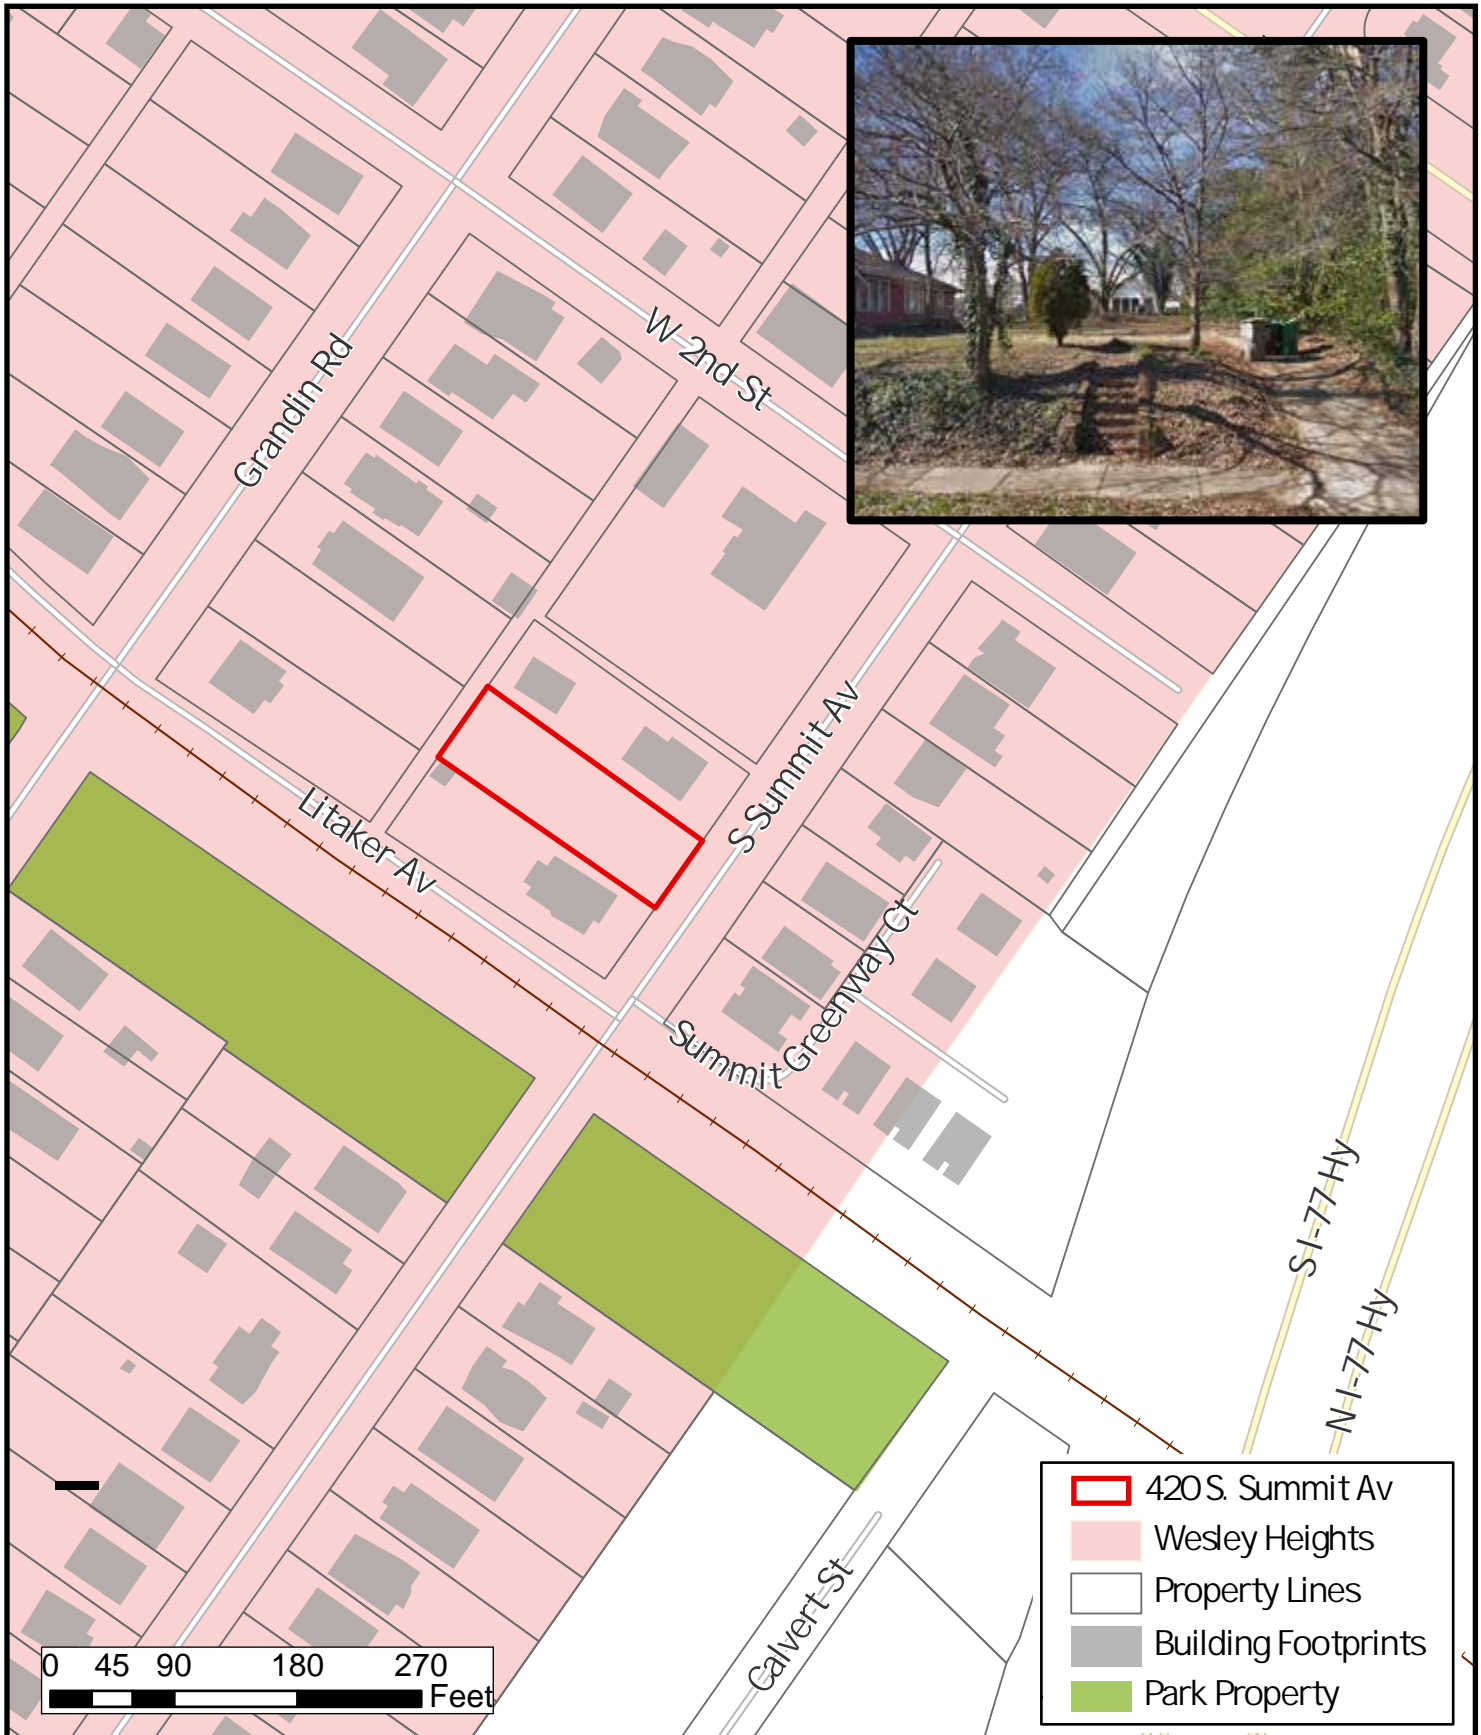 W 2nd St
Grandin Rd
S Summit Av
Litaker Av
Summit Greenway Ct
S I-77 Hy
N I-77 Hy
Calvert St
420 S. Summit Av
Wesley Heights
Property Lines
Building Footprints
Park Property
0 45 90 180 270
Feet